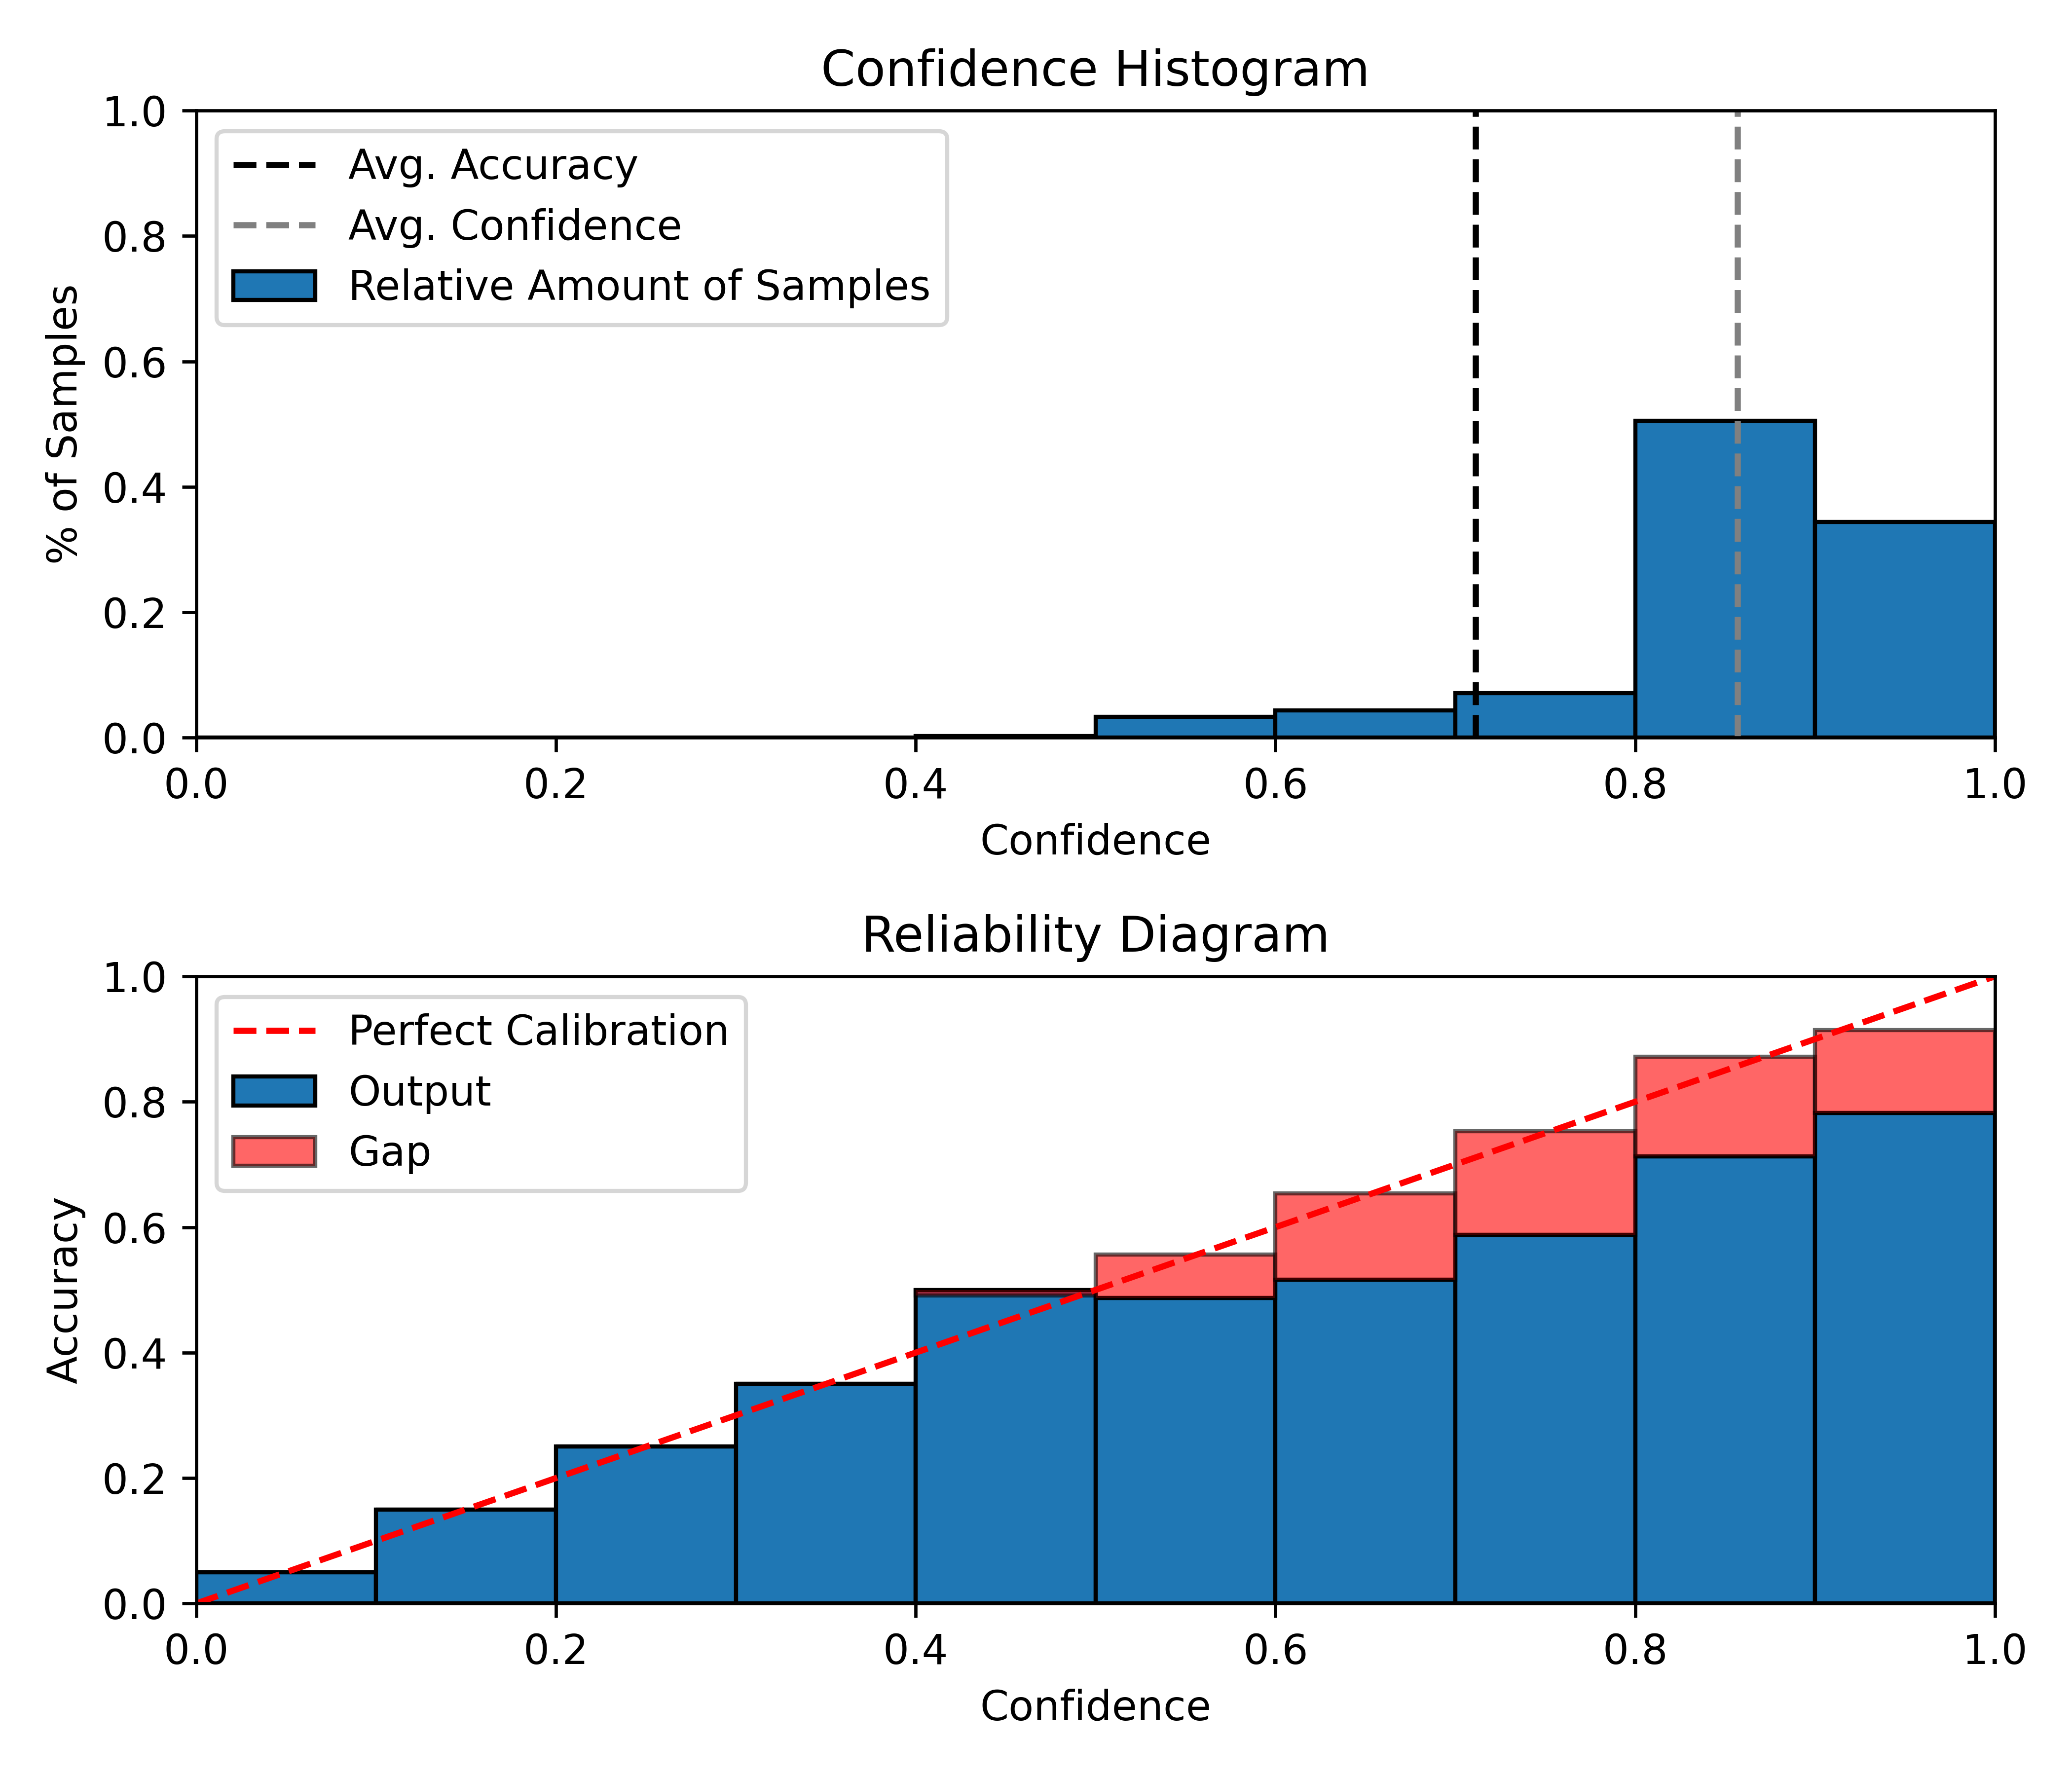 Confidence Histogram
1.0
0.8
0.6
0.4
0.2
0.0
% of Samples
Avg. Accuracy
Avg. Confidence
Relative Amount of Samples
0.0 0.2 0.4 0.6 0.8 1.0
Confidence
Reliability Diagram
1.0
0.8
0.6
0.4
0.2
0.0
Accuracy
Perfect Calibration
Output
Gap
0.0 0.2 0.4 0.6 0.8 1.0
Confidence